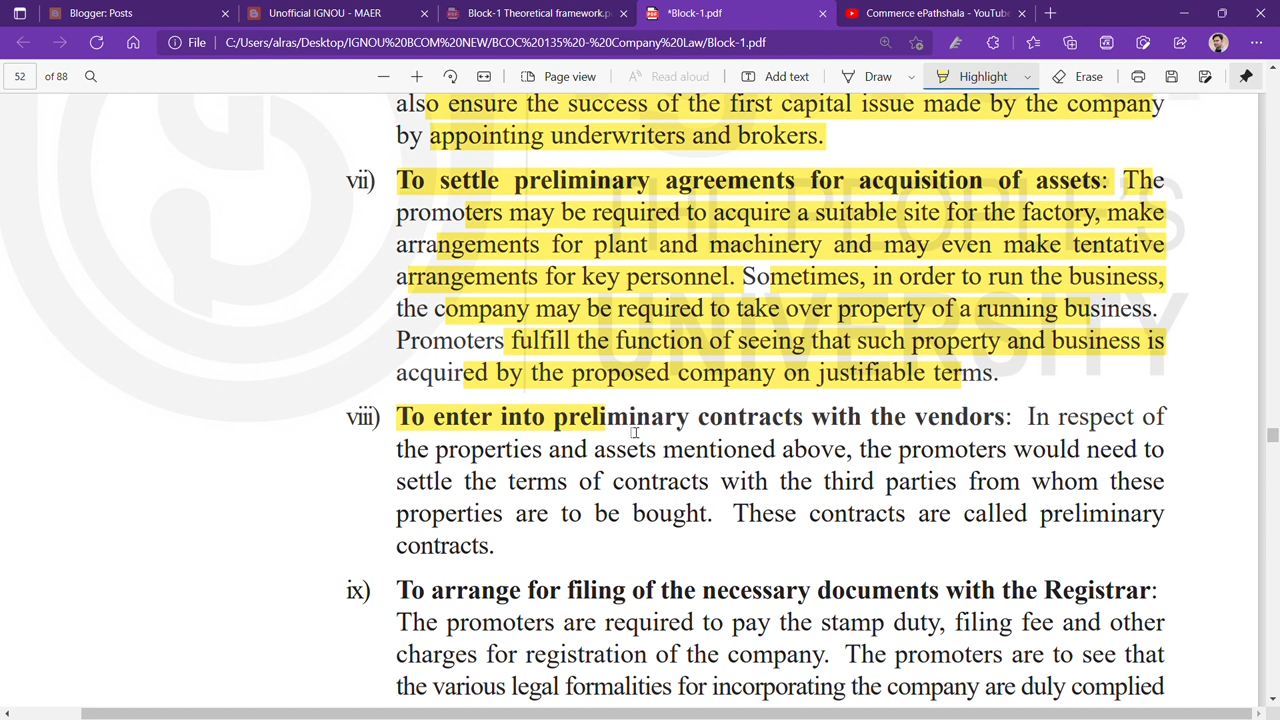 Blogger: Posts
Unofficial IGNOU - MAER
Block-1 Theoretical framework.p
*Block-1.pdf
Commerce ePathshala - YouTub
File
C:/Users/alras/Desktop/IGNOU%20BCOM%20NEW/BCOC%20135%20-%20Company%20Law/Block-1.pdf
52 of 88
Page view
Read aloud
Add text
Draw
Highlight
Erase
also ensure the success of the first capital issue made by the company
by appointing underwriters and brokers.
vii) To settle preliminary agreements for acquisition of assets: The
promoters may be required to acquire a suitable site for the factory, make
arrangements for plant and machinery and may even make tentative
arrangements for key personnel. Sometimes, in order to run the business,
the company may be required to take over property of a running business.
Promoters fulfill the function of seeing that such property and business is
acquired by the proposed company on justifiable terms.
viii) To enter into preliminary contracts with the vendors: In respect of
the properties and assets mentioned above, the promoters would need to
settle the terms of contracts with the third parties from whom these
properties are to be bought. These contracts are called preliminary
contracts.
ix) To arrange for filing of the necessary documents with the Registrar:
The promoters are required to pay the stamp duty, filing fee and other
charges for registration of the company. The promoters are to see that
the various legal formalities for incorporating the company are duly complied
THE PEOPLE'S
UNIVERSITY